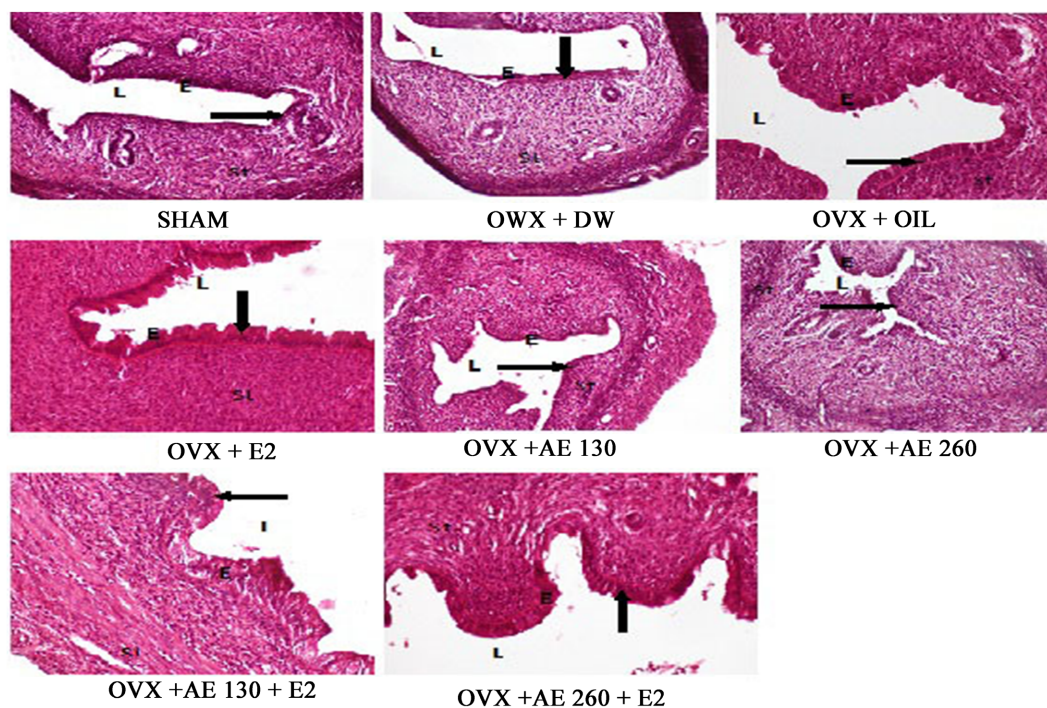 L E St
SHAM
L E St
OWX + DW
L E St
OVX + OIL
L E St
OVX + E2
L E St
OVX +AE 130
St E L
OVX +AE 260
L E St
OVX +AE 130 + E2
St E L
OVX +AE 260 + E2